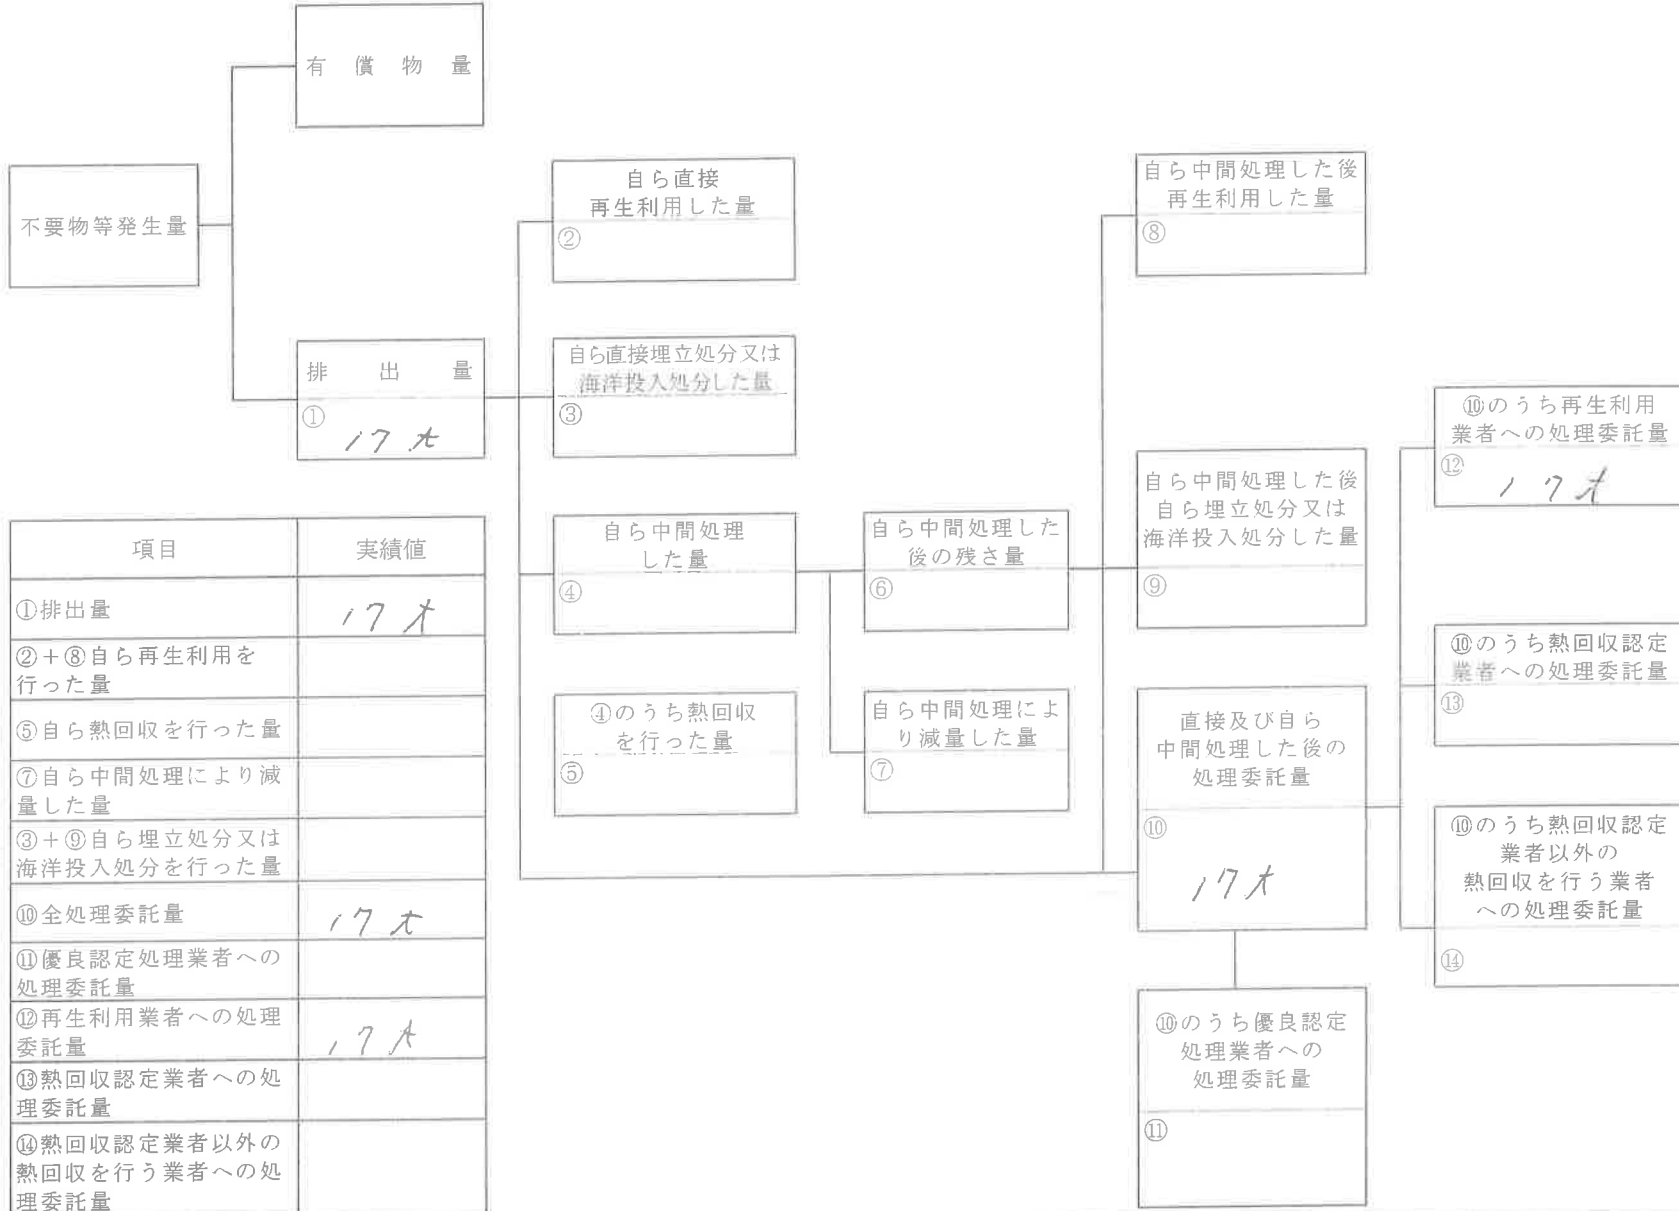 有償物量
不要物等発生量
排出量
①
17 t
自ら直接
再生利用した量
②
自ら直接埋立処分又は
海洋投入処分した量
③
自ら中間処理
した量
④
④のうち熱回収
を行った量
⑤
自ら中間処理した
後の残さ量
⑥
自ら中間処理によ
り減量した量
⑦
自ら中間処理した後
再生利用した量
⑧
自ら中間処理した後
自ら埋立処分又は
海洋投入処分した量
⑨
直接及び自ら
中間処理した後の
処理委託量
⑩
17 t
⑩のうち優良認定
処理業者への
処理委託量
⑪
⑩のうち再生利用
業者への処理委託量
⑫
17 t
⑩のうち熱回収認定
業者への処理委託量
⑬
⑩のうち熱回収認定
業者以外の
熱回収を行う業者
への処理委託量
⑭
項目 実績値
①排出量 17 t
②+⑧自ら再生利用を
行った量
⑤自ら熱回収を行った量
⑦自ら中間処理により減
量した量
③+⑨自ら埋立処分又は
海洋投入処分を行った量
⑩全処理委託量 17 t
⑪優良認定処理業者への
処理委託量
⑫再生利用業者への処理
委託量 17 t
⑬熱回収認定業者への処
理委託量
⑭熱回収認定業者以外の
熱回収を行う業者への処
理委託量